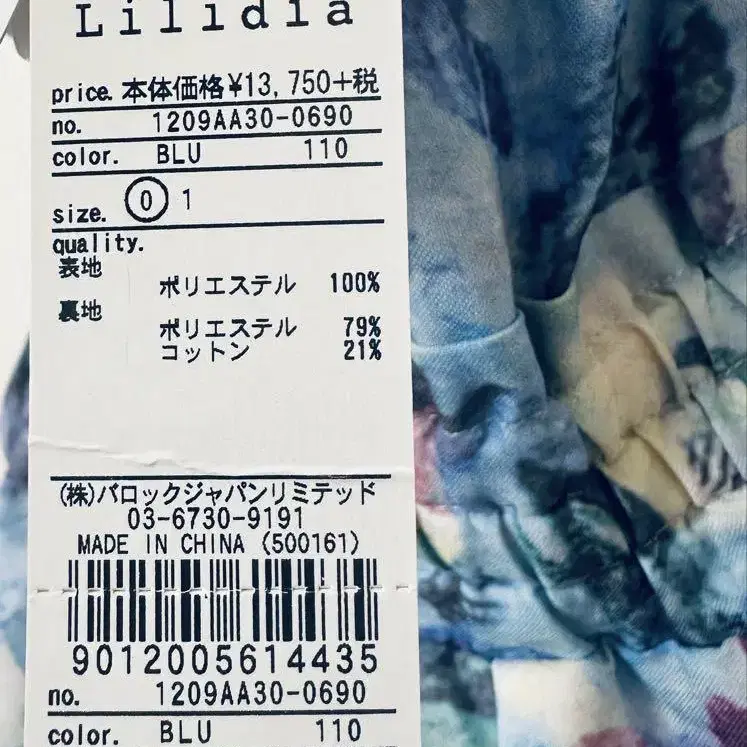 Lilidia
price. 本体価格¥13,750+税
no. 1209AA30-0690
color. BLU 110
size. 0 1
quality.
表地
ポリエステル 100%
裏地
ポリエステル 79%
コットン 21%
(株)バロックジャパンリミテッド
03-6730-9191
MADE IN CHINA (500161)
9012005614435
no. 1209AA30-0690
color. BLU 110